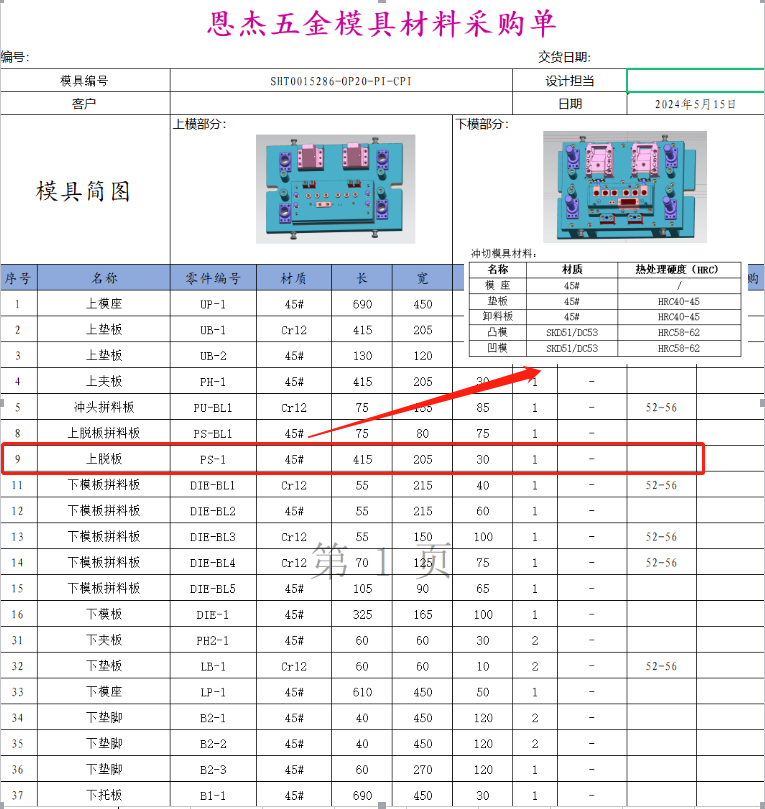 恩杰五金模具材料采购单
编号: 交货日期:
模具编号 SHT0015286-OP20-PI-CPI 设计担当
客户 日期 2024年5月15日
模具简图 上模部分: 下模部分:
冲切模具材料:
名称 材质 热处理硬度（HRC）
模 座 45# /
垫板 45# HRC40-45
卸料板 45# HRC40-45
凸模 SKD51/DC53 HRC58-62
凹模 SKD51/DC53 HRC58-62
序号 名称 零件编号 材质 长 宽 购
1 上模座 UP-1 45# 690 450
2 上垫板 UB-1 Cr12 415 205
3 上垫板 UB-2 45# 130 120
4 上夹板 PH-1 45# 415 205 30 1 -
5 冲头拼料板 PU-BL1 Cr12 75 85 1 - 52-56
8 上脱板拼料板 PS-BL1 45# 75 80 75 1 -
9 上脱板 PS-1 45# 415 205 30 1 -
11 下模板拼料板 DIE-BL1 Cr12 55 215 40 1 - 52-56
12 下模板拼料板 DIE-BL2 45# 55 215 60 1 -
13 下模板拼料板 DIE-BL3 Cr12 55 150 100 1 - 52-56
14 下模板拼料板 DIE-BL4 Cr12 70 125 75 1 - 52-56
第 1 页
15 下模板拼料板 DIE-BL5 45# 105 90 65 1 -
16 下模板 DIE-1 45# 325 165 100 1 -
31 下夹板 PH2-1 45# 60 60 30 2 -
32 下垫板 LB-1 Cr12 60 60 10 2 - 52-56
33 下模座 LP-1 45# 610 450 50 1 -
34 下垫脚 B2-1 45# 40 450 120 2 -
35 下垫脚 B2-2 45# 40 450 120 2 -
36 下垫脚 B2-3 45# 60 270 120 1 -
37 下托板 B1-1 45# 690 450 30 1 -